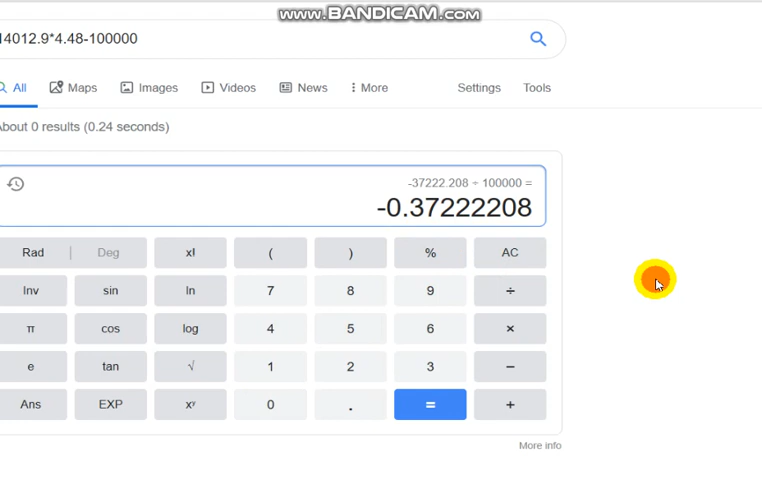 www.BANDICAM.com
14012.9*4.48-100000
All Maps Images Videos News More Settings Tools
About 0 results (0.24 seconds)
-37222.208 ÷ 100000 =
-0.37222208
Rad | Deg x! ( ) % AC
Inv sin ln 7 8 9 ÷
π cos log 4 5 6 ×
e tan √ 1 2 3 −
Ans EXP xʸ 0 . = +
More info